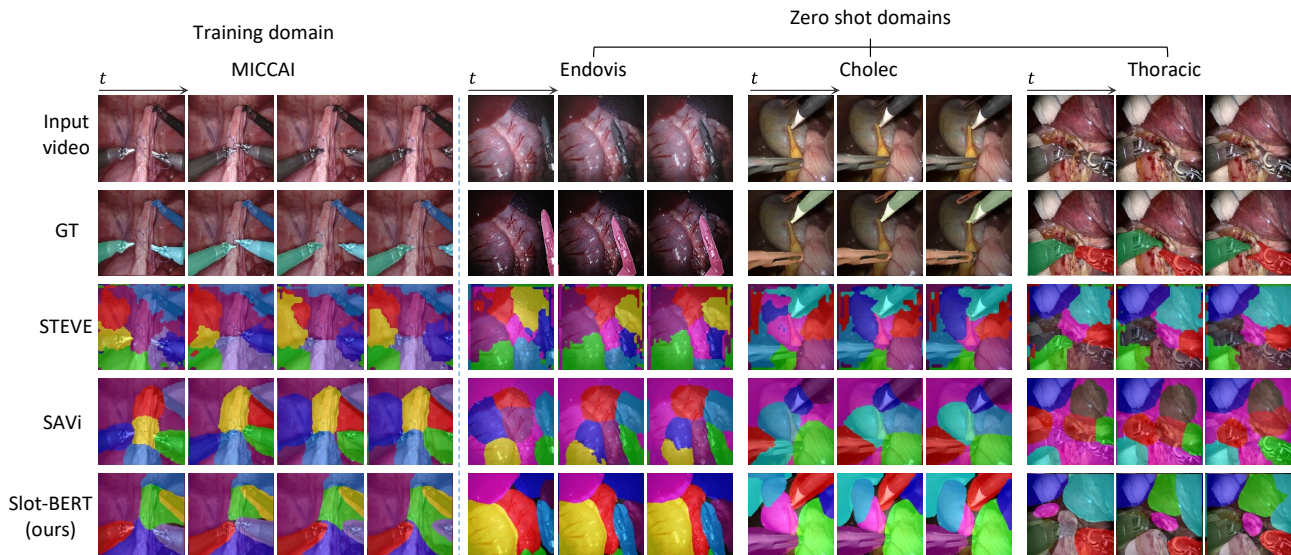 Zero shot domains
Training domain
MICCAI
Endovis
Cholec
Thoracic
t
t
t
t
Input
video
GT
STEVE
SAVi
Slot-BERT
(ours)